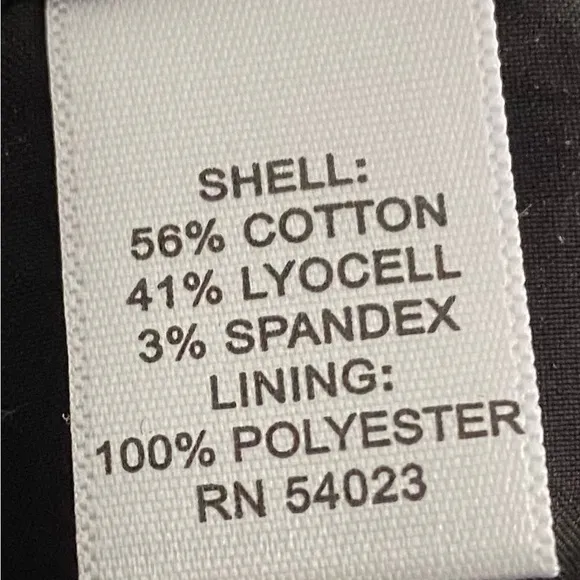 SHELL:
56% COTTON
41% LYOCELL
3% SPANDEX
LINING:
100% POLYESTER
RN 54023